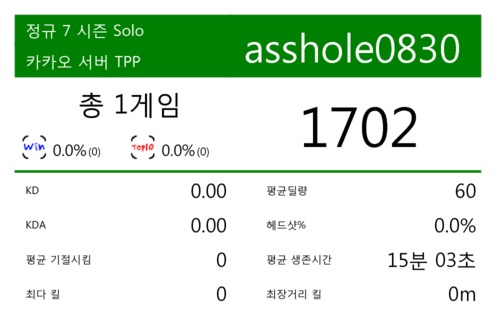 정규 7 시즌 Solo
카카오 서버 TPP
asshole0830
총 1게임
1702
Win 0.0% (0) Top10 0.0% (0)
KD 0.00 평균딜량 60
KDA 0.00 헤드샷% 0.0%
평균 기절시킴 0 평균 생존시간 15분 03초
최다 킬 0 최장거리 킬 0m